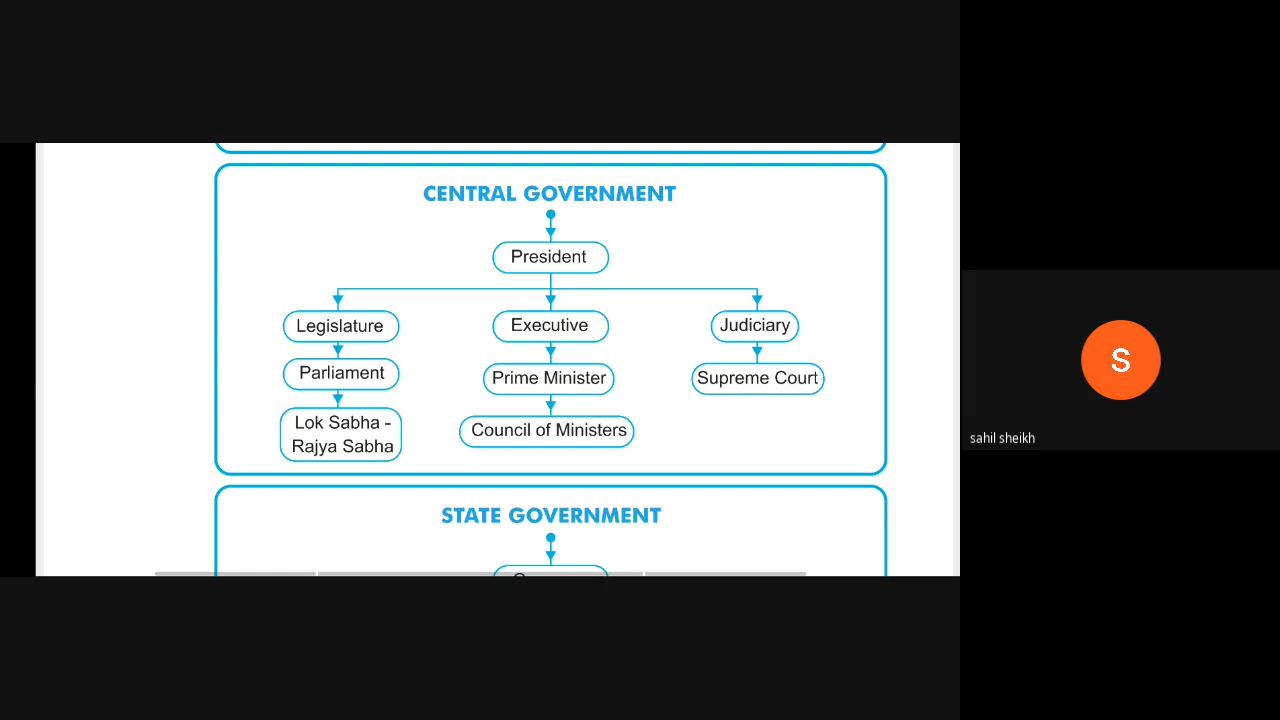 CENTRAL GOVERNMENT
President
Legislature
Executive
Judiciary
Parliament
Prime Minister
Supreme Court
Lok Sabha -
Rajya Sabha
Council of Ministers
STATE GOVERNMENT
S
sahil sheikh